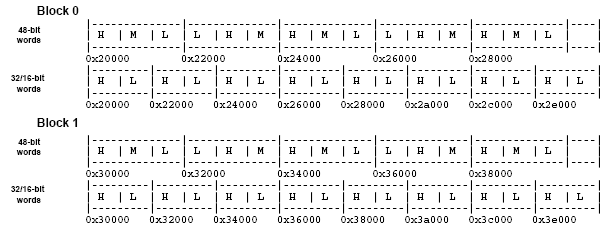 Block 0
48-bit
words
|-----------|-----------|-----------|-----------|-----------|---|
| H | M | L | L | H | M | H | M | L | L | H | M | H | M | L |   |
|-----------|-----------|-----------|-----------|-----------|---|
0x20000 0x22000 0x24000 0x26000 0x28000
32/16-bit
words
|-------|-------|-------|-------|-------|-------|-------|-------|
| H | L | H | L | H | L | H | L | H | L | H | L | H | L | H | L |
|-------|-------|-------|-------|-------|-------|-------|-------|
0x20000 0x22000 0x24000 0x26000 0x28000 0x2a000 0x2c000 0x2e000
Block 1
48-bit
words
|-----------|-----------|-----------|-----------|-----------|---|
| H | M | L | L | H | M | H | M | L | L | H | M | H | M | L |   |
|-----------|-----------|-----------|-----------|-----------|---|
0x30000 0x32000 0x34000 0x36000 0x38000
32/16-bit
words
|-------|-------|-------|-------|-------|-------|-------|-------|
| H | L | H | L | H | L | H | L | H | L | H | L | H | L | H | L |
|-------|-------|-------|-------|-------|-------|-------|-------|
0x30000 0x32000 0x34000 0x36000 0x38000 0x3a000 0x3c000 0x3e000